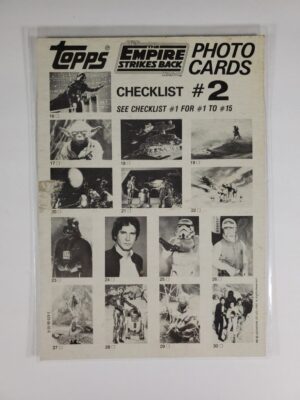 topps®
THE
EMPIRE
STRIKES BACK
PHOTO
CARDS
CHECKLIST #2
SEE CHECKLIST #1 FOR #1 TO #15
16
17 18 19
20 21 22
23 24 25 26
27 28 29 30